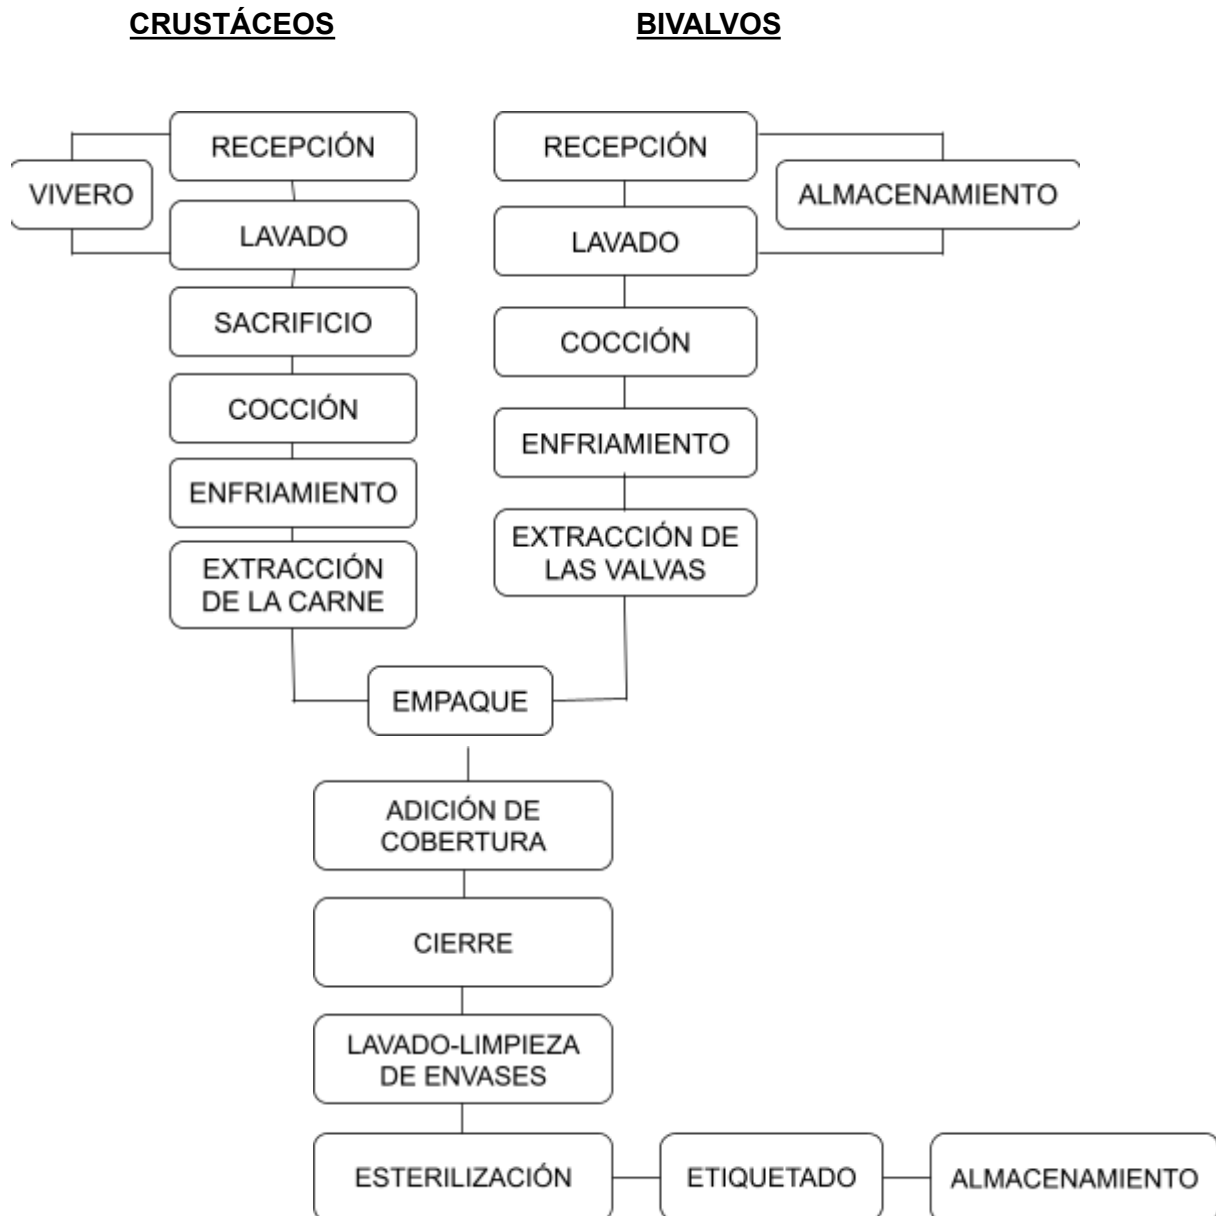 CRUSTÁCEOS
BIVALVOS
RECEPCIÓN
VIVERO
LAVADO
SACRIFICIO
COCCIÓN
ENFRIAMIENTO
EXTRACCIÓN
DE LA CARNE
RECEPCIÓN
ALMACENAMIENTO
LAVADO
COCCIÓN
ENFRIAMIENTO
EXTRACCIÓN DE
LAS VALVAS
EMPAQUE
ADICIÓN DE
COBERTURA
CIERRE
LAVADO-LIMPIEZA
DE ENVASES
ESTERILIZACIÓN
ETIQUETADO
ALMACENAMIENTO